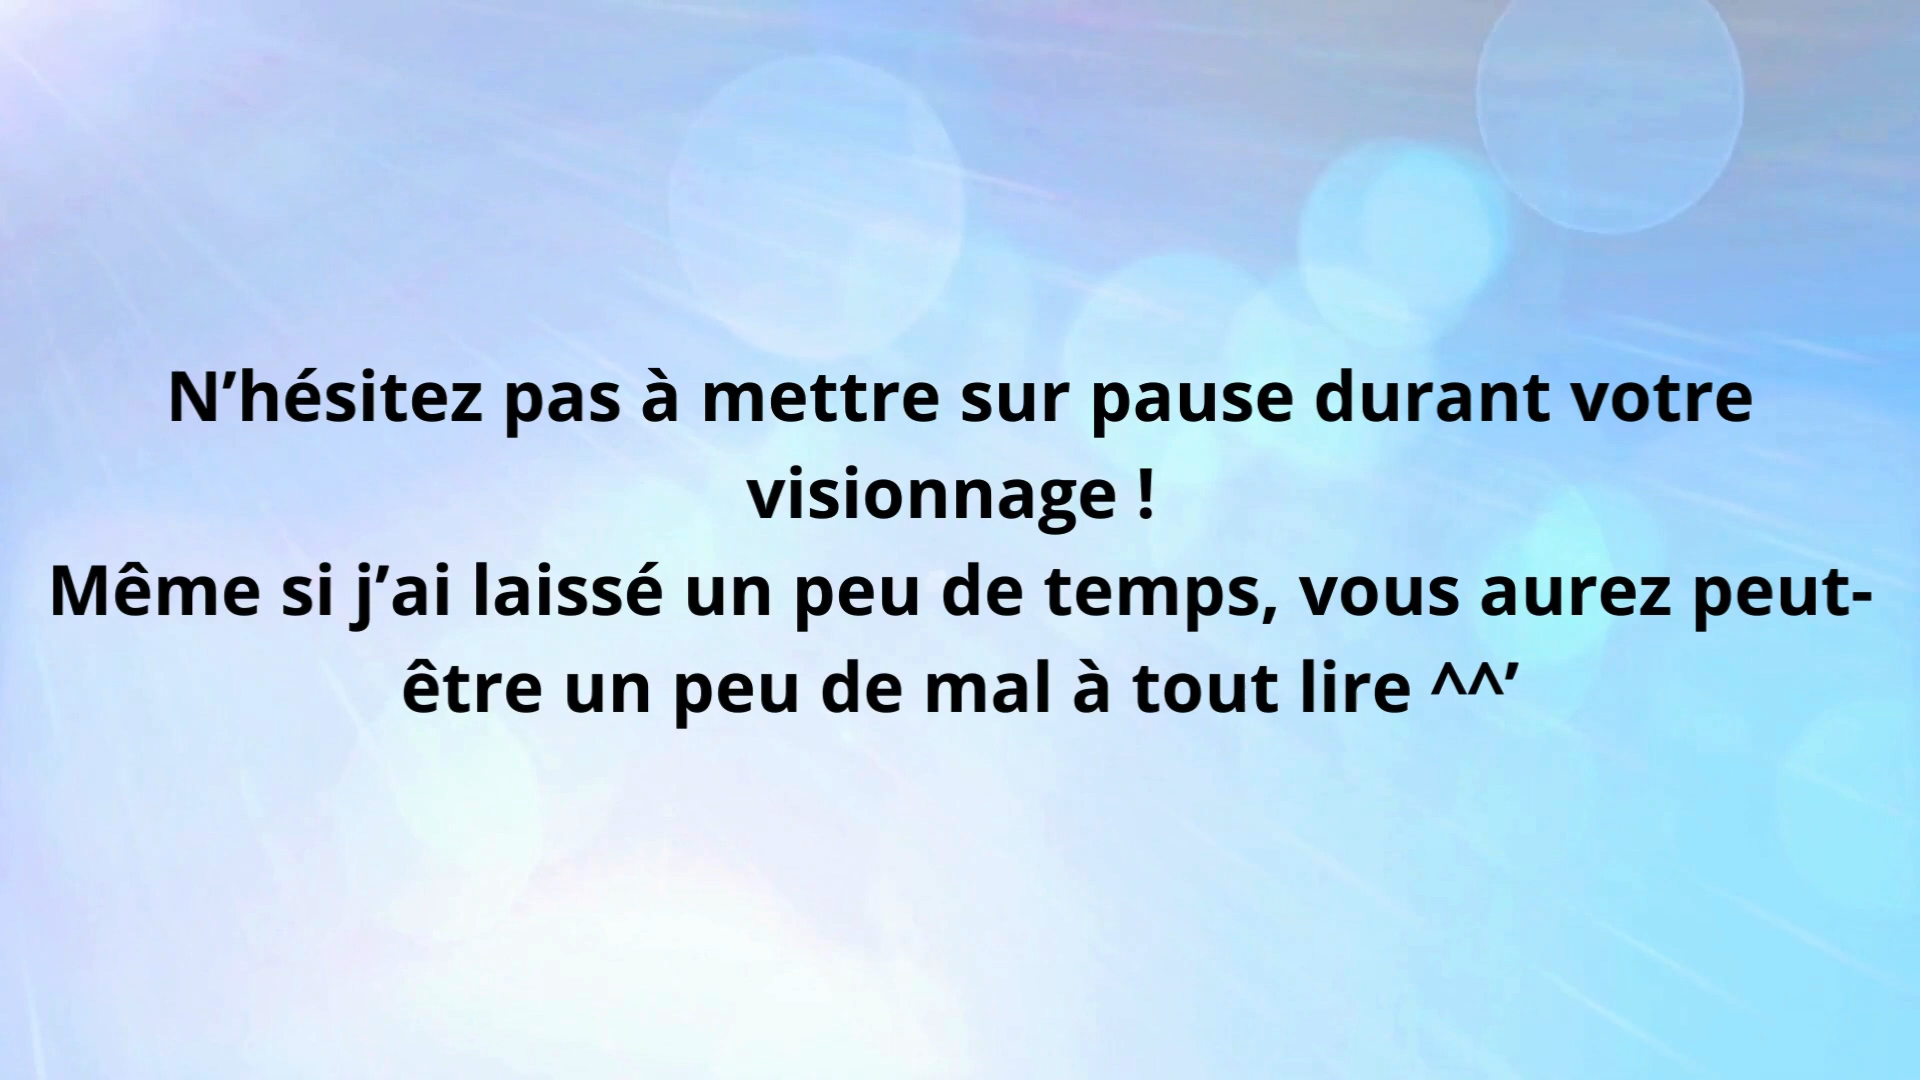 N’hésitez pas à mettre sur pause durant votre
visionnage !
Même si j’ai laissé un peu de temps, vous aurez peut-
être un peu de mal à tout lire ^^’